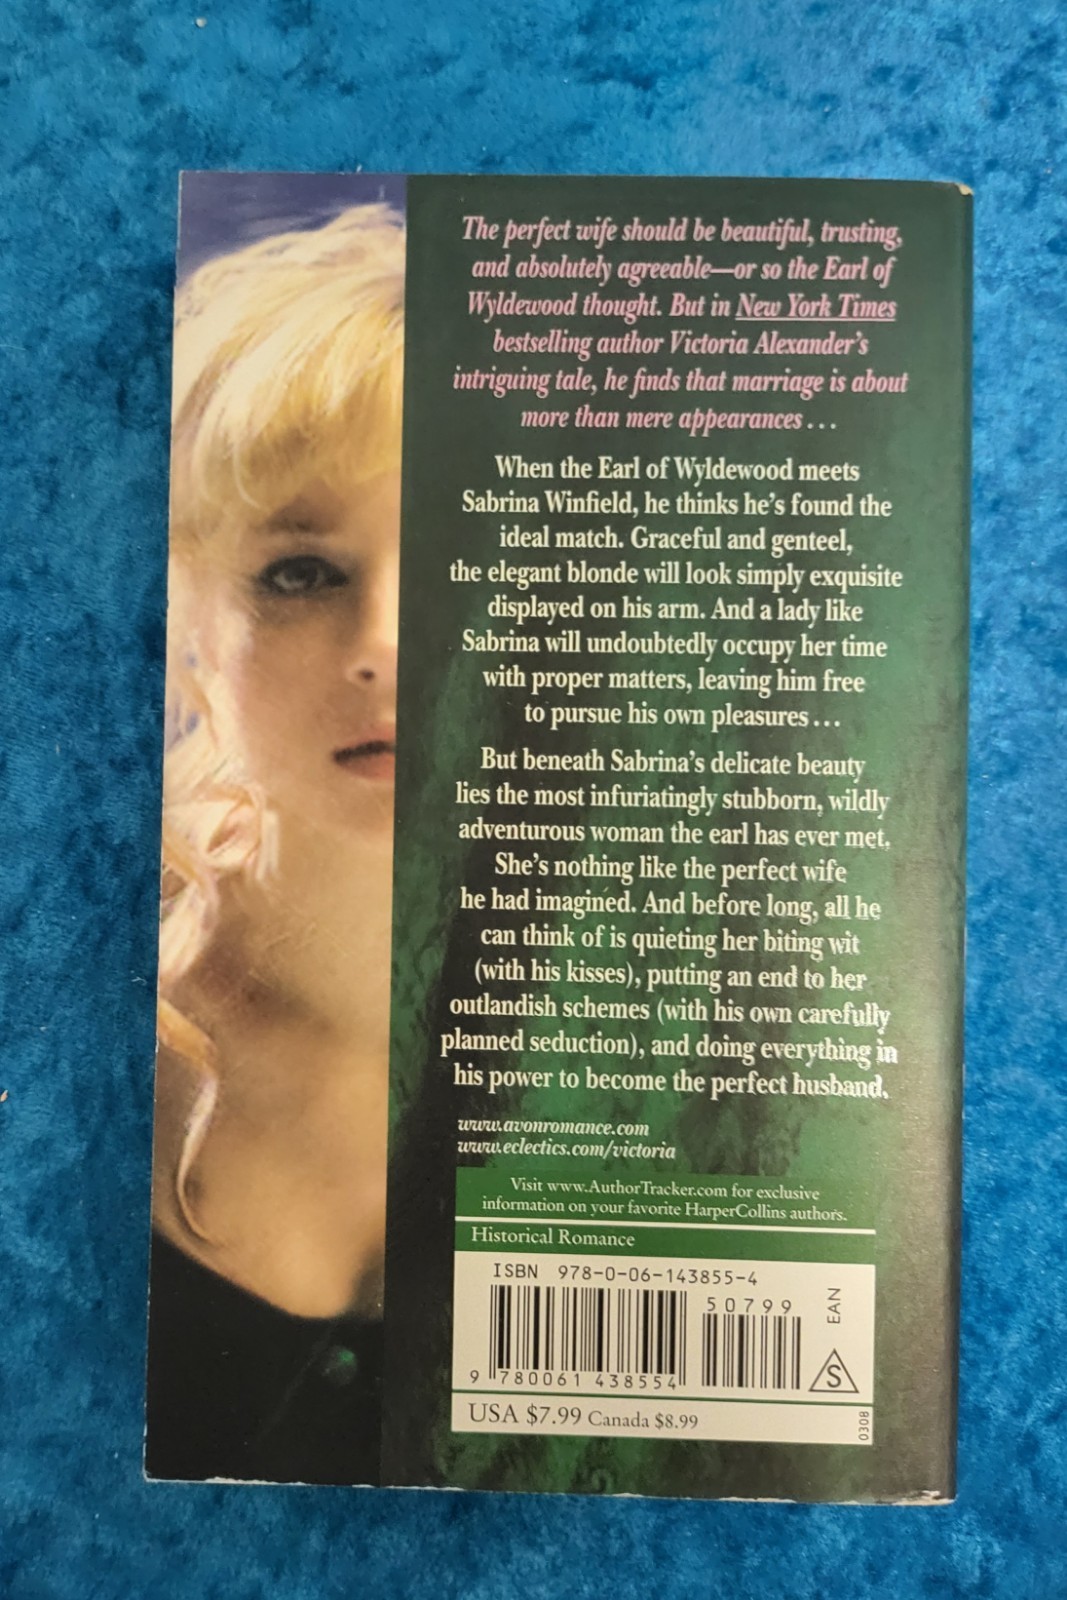 The perfect wife should be beautiful, trusting,
and absolutely agreeable—or so the Earl of
Wyldewood thought. But in New York Times
bestselling author Victoria Alexander's
intriguing tale, he finds that marriage is about
more than mere appearances . . .
When the Earl of Wyldewood meets
Sabrina Winfield, he thinks he's found the
ideal match. Graceful and genteel,
the elegant blonde will look simply exquisite
displayed on his arm. And a lady like
Sabrina will undoubtedly occupy her time
with proper matters, leaving him free
to pursue his own pleasures . . .
But beneath Sabrina's delicate beauty
lies the most infuriatingly stubborn, wildly
adventurous woman the earl has ever met.
She's nothing like the perfect wife
he had imagined. And before long, all he
can think of is quieting her biting wit
(with his kisses), putting an end to her
outlandish schemes (with his own carefully
planned seduction), and doing everything in
his power to become the perfect husband.
www.avonromance.com
www.eclectics.com/victoria
Visit www.AuthorTracker.com for exclusive
information on your favorite HarperCollins authors.
Historical Romance
ISBN 978-0-06-143855-4
50799
EAN
S
9 780061 438554
USA $7.99 Canada $8.99
0308